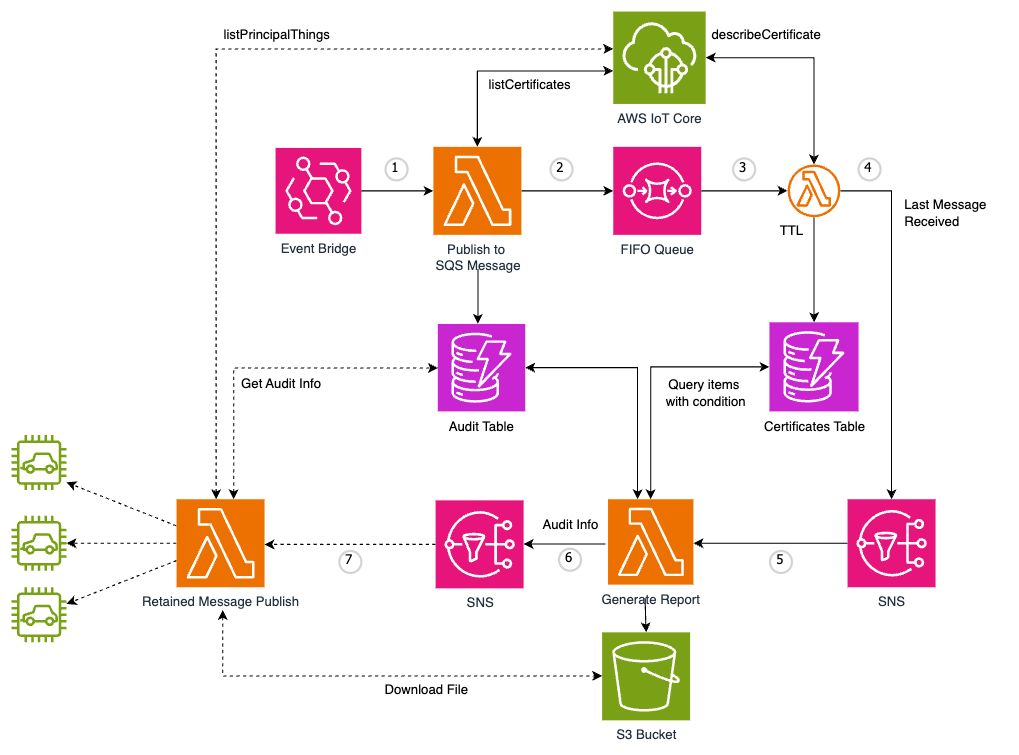 listPrincipalThings
describeCertificate
listCertificates
AWS IoT Core
1
2
3
4
Last Message
Received
TTL
Event Bridge
Publish to
SQS Message
FIFO Queue
Get Audit Info
Query items
with condition
Audit Table
Certificates Table
Audit Info
7
6
5
Retained Message Publish
SNS
Generate Report
SNS
Download File
S3 Bucket